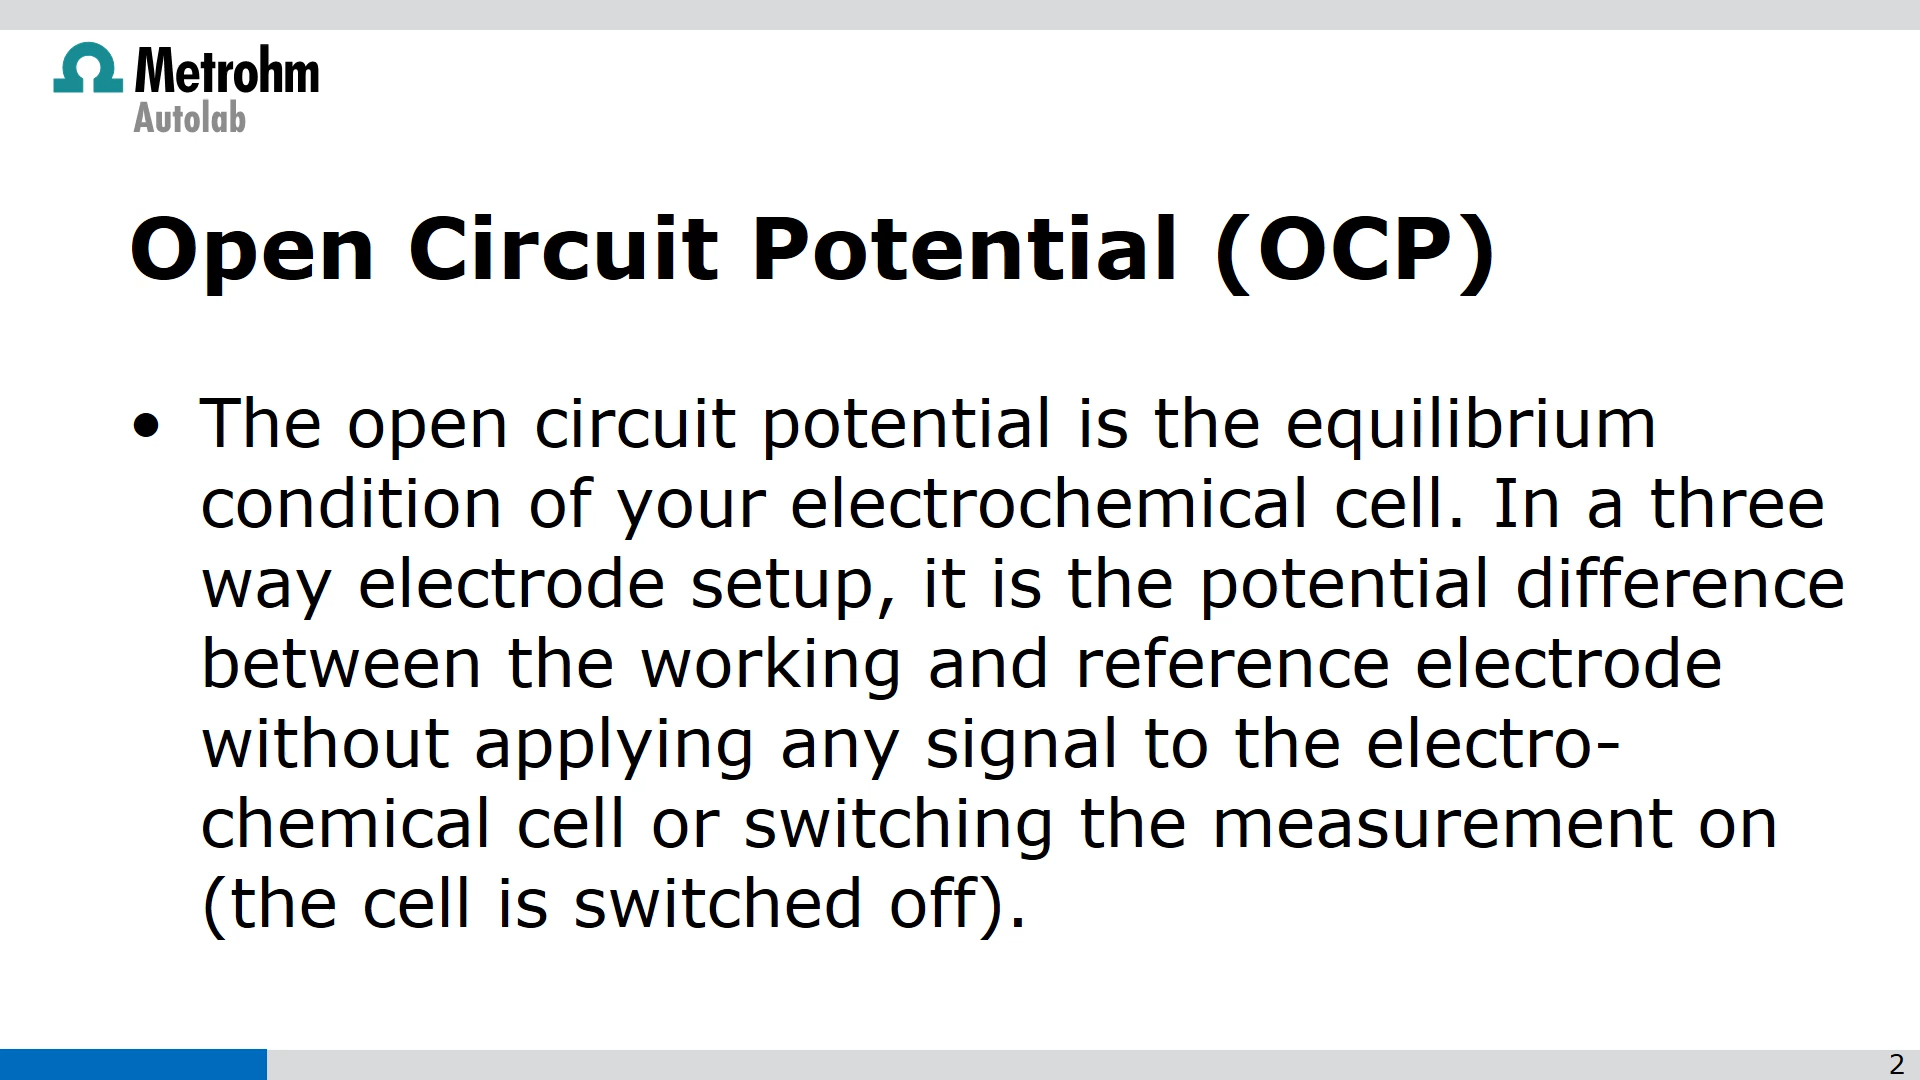 Metrohm
Autolab
Open Circuit Potential (OCP)
• The open circuit potential is the equilibrium
condition of your electrochemical cell. In a three
way electrode setup, it is the potential difference
between the working and reference electrode
without applying any signal to the electro-
chemical cell or switching the measurement on
(the cell is switched off).
2